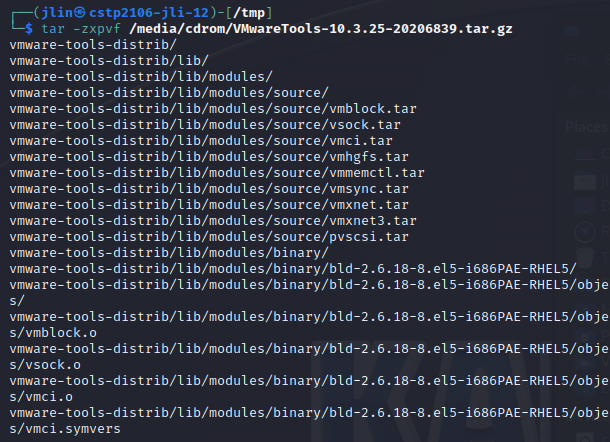 ┌──(jlin㉿cstp2106-jli-12)-[/tmp]
└─$ tar -zxpvf /media/cdrom/VMwareTools-10.3.25-20206839.tar.gz
vmware-tools-distrib/
vmware-tools-distrib/lib/
vmware-tools-distrib/lib/modules/
vmware-tools-distrib/lib/modules/source/
vmware-tools-distrib/lib/modules/source/vmblock.tar
vmware-tools-distrib/lib/modules/source/vsock.tar
vmware-tools-distrib/lib/modules/source/vmci.tar
vmware-tools-distrib/lib/modules/source/vmhgfs.tar
vmware-tools-distrib/lib/modules/source/vmmemctl.tar
vmware-tools-distrib/lib/modules/source/vmsync.tar
vmware-tools-distrib/lib/modules/source/vmxnet.tar
vmware-tools-distrib/lib/modules/source/vmxnet3.tar
vmware-tools-distrib/lib/modules/source/pvscsi.tar
vmware-tools-distrib/lib/modules/binary/
vmware-tools-distrib/lib/modules/binary/bld-2.6.18-8.el5-i686PAE-RHEL5/
vmware-tools-distrib/lib/modules/binary/bld-2.6.18-8.el5-i686PAE-RHEL5/obje
s/
vmware-tools-distrib/lib/modules/binary/bld-2.6.18-8.el5-i686PAE-RHEL5/obje
s/vmblock.o
vmware-tools-distrib/lib/modules/binary/bld-2.6.18-8.el5-i686PAE-RHEL5/obje
s/vsock.o
vmware-tools-distrib/lib/modules/binary/bld-2.6.18-8.el5-i686PAE-RHEL5/obje
s/vmci.o
vmware-tools-distrib/lib/modules/binary/bld-2.6.18-8.el5-i686PAE-RHEL5/obje
s/vmci.symvers
Places